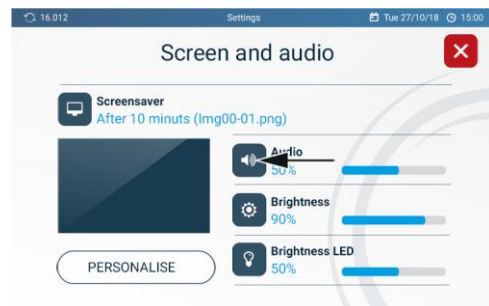 16.012 Settings Tue 27/10/18 15:00
Screen and audio
Screensaver
After 10 minuts (Img00-01.png)
Audio
50%
Brightness
90%
Brightness LED
50%
PERSONALISE